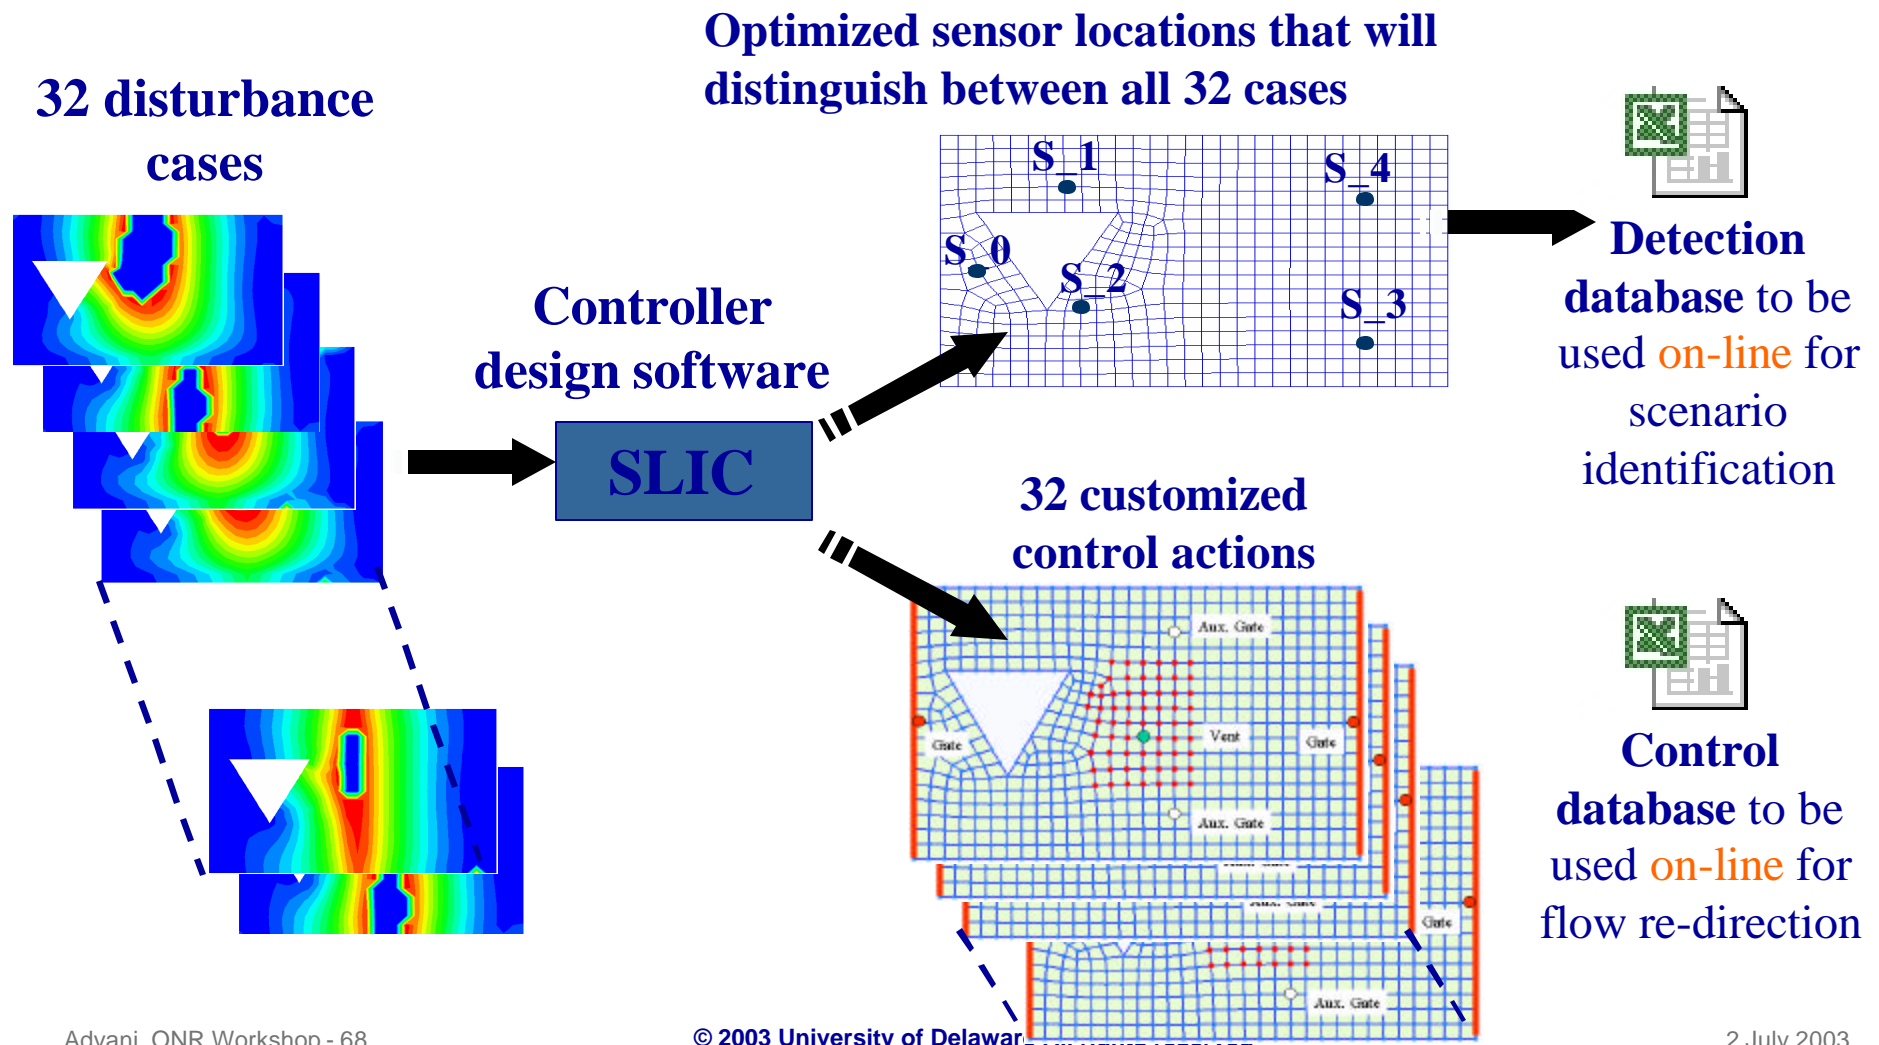 Optimized sensor locations that will
distinguish between all 32 cases
32 disturbance
cases
S_1
S_4
S_0
S_2
S_3
Controller
design software
SLIC
Detection
database to be
used on-line for
scenario
identification
32 customized
control actions
Aux. Gate
Gate
Vent
Gate
Aux. Gate
Gate
Aux. Gate
Control
database to be
used on-line for
flow re-direction
Advani, ONR Workshop - 68
© 2003 University of Delaware
2 July 2003